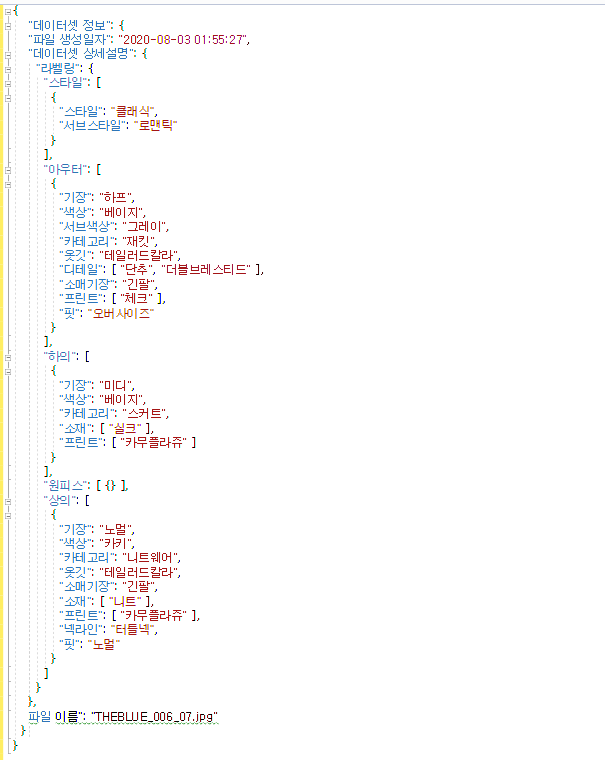 {
"데이터셋 정보": {
"파일 생성일자": "2020-08-03 01:55:27",
"데이터셋 상세설명": {
"라벨링": {
"스타일": [
{
"스타일": "클래식",
"서브스타일": "로맨틱"
}
],
"아우터": [
{
"기장": "하프",
"색상": "베이지",
"서브색상": "그레이",
"카테고리": "재킷",
"옷깃": "테일러드칼라",
"디테일": [ "단추", "더블브레스티드" ],
"소매기장": "긴팔",
"프린트": [ "체크" ],
"핏": "오버사이즈"
}
],
"하의": [
{
"기장": "미디",
"색상": "베이지",
"카테고리": "스커트",
"소재": [ "실크" ],
"프린트": [ "카무플라쥬" ]
}
],
"원피스": [ {} ],
"상의": [
{
"기장": "노멀",
"색상": "카키",
"카테고리": "니트웨어",
"옷깃": "테일러드칼라",
"소매기장": "긴팔",
"소재": [ "니트" ],
"프린트": [ "카무플라쥬" ],
"넥라인": "터틀넥",
"핏": "노멀"
}
]
}
},
파일 이름": "THEBLUE_006_07.jpg"
}
}